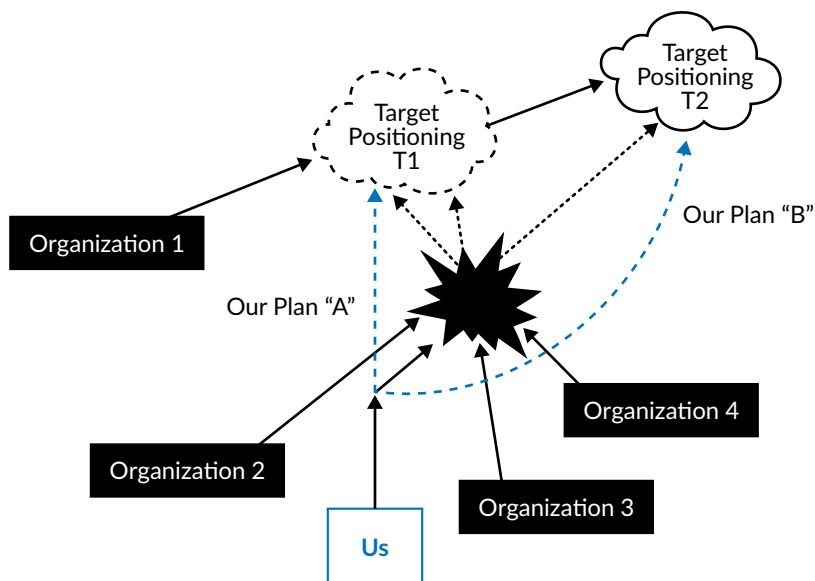 Target
Positioning
T2
Target
Positioning
T1
Our Plan “B”
Organization 1
Our Plan “A”
Organization 4
Organization 2
Organization 3
Us